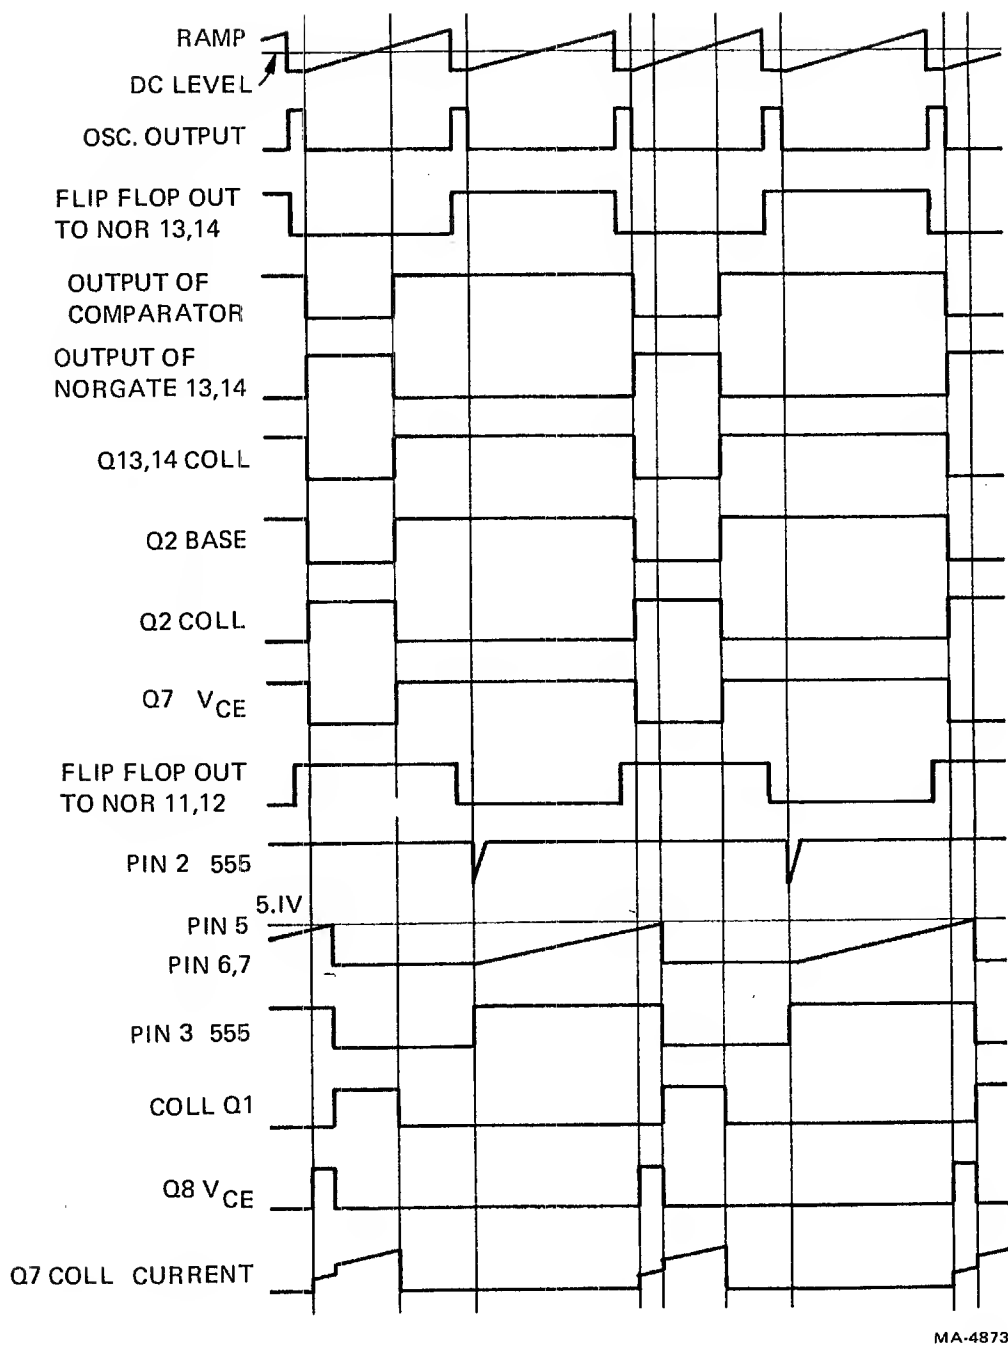 RAMP
DC LEVEL
OSC. OUTPUT
FLIP FLOP OUT
TO NOR 13,14
OUTPUT OF
COMPARATOR
OUTPUT OF
NORGATE 13,14
Q13,14 COLL
Q2 BASE
Q2 COLL
Q7 VCE
FLIP FLOP OUT
TO NOR 11,12
PIN 2 555
5.IV
PIN 5
PIN 6,7
PIN 3 555
COLL Q1
Q8 VCE
Q7 COLL CURRENT
MA-4873